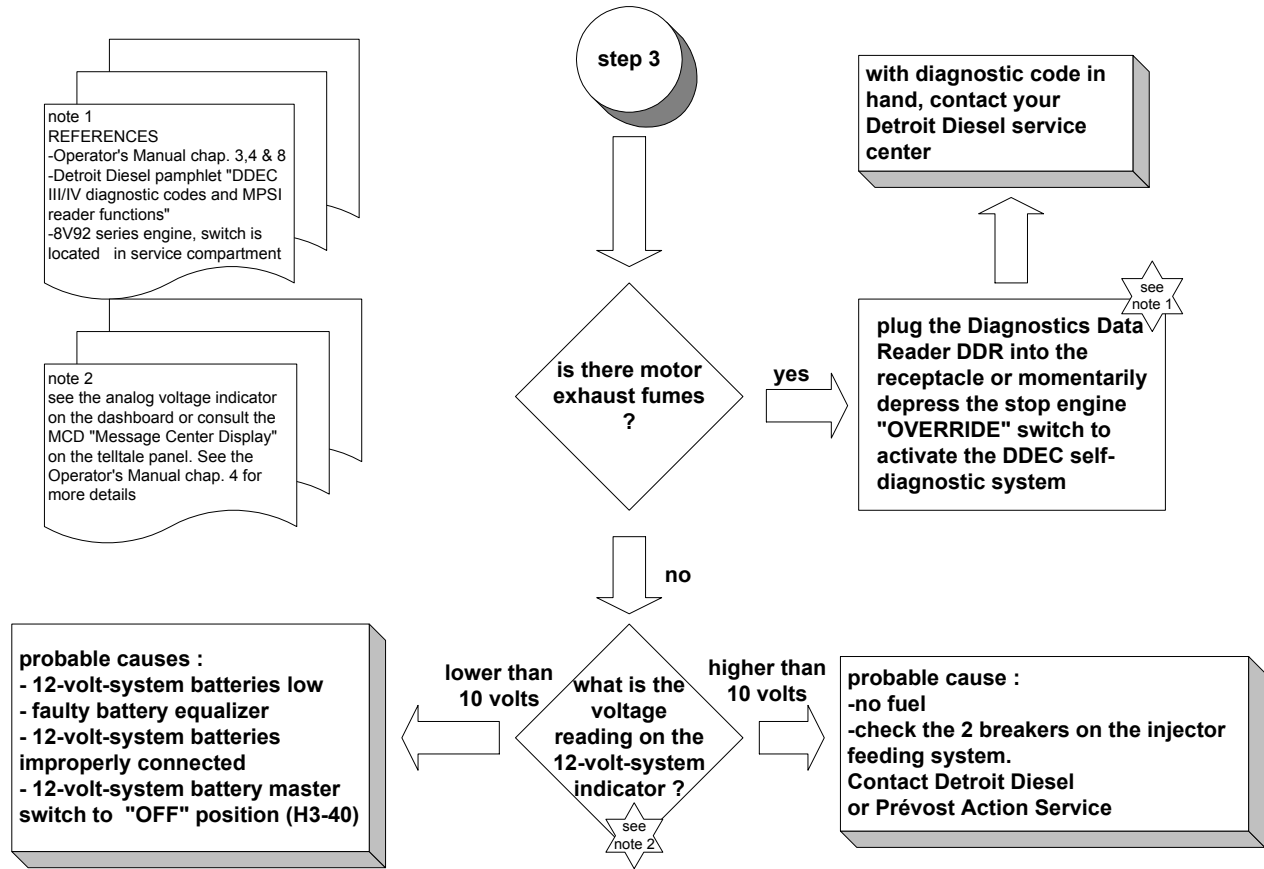 step 3
with diagnostic code in
hand, contact your
Detroit Diesel service
center
note 1
REFERENCES
-Operator's Manual chap. 3,4 & 8
-Detroit Diesel pamphlet "DDEC
III/IV diagnostic codes and MPSI
reader functions"
-8V92 series engine, switch is
located in service compartment
note 2
see the analog voltage indicator
on the dashboard or consult the
MCD "Message Center Display"
on the telltale panel. See the
Operator's Manual chap. 4 for
more details
is there motor
exhaust fumes
?
yes
see
note 1
plug the Diagnostics Data
Reader DDR into the
receptacle or momentarily
depress the stop engine
"OVERRIDE" switch to
activate the DDEC self-
diagnostic system
no
probable causes :
- 12-volt-system batteries low
- faulty battery equalizer
- 12-volt-system batteries
improperly connected
- 12-volt-system battery master
switch to "OFF" position (H3-40)
lower than
10 volts
what is the
voltage
reading on the
12-volt-system
indicator ?
see
note 2
higher than
10 volts
probable cause :
-no fuel
-check the 2 breakers on the injector
feeding system.
Contact Detroit Diesel
or Prévost Action Service